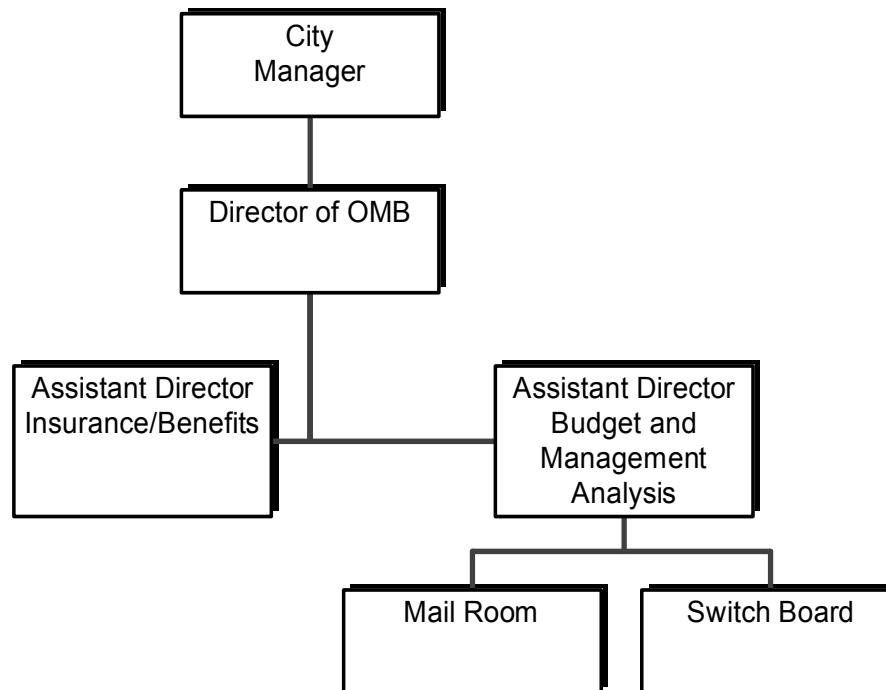 City
Manager
Director of OMB
Assistant Director
Insurance/Benefits
Assistant Director
Budget and
Management
Analysis
Mail Room
Switch Board